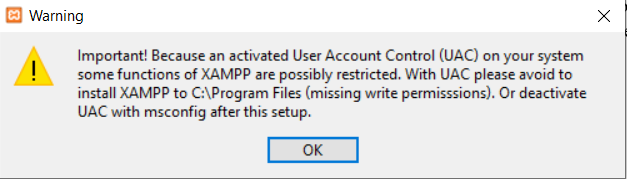 Warning
Important! Because an activated User Account Control (UAC) on your system
some functions of XAMPP are possibly restricted. With UAC please avoid to
install XAMPP to C:\Program Files (missing write permisssions). Or deactivate
UAC with msconfig after this setup.
OK